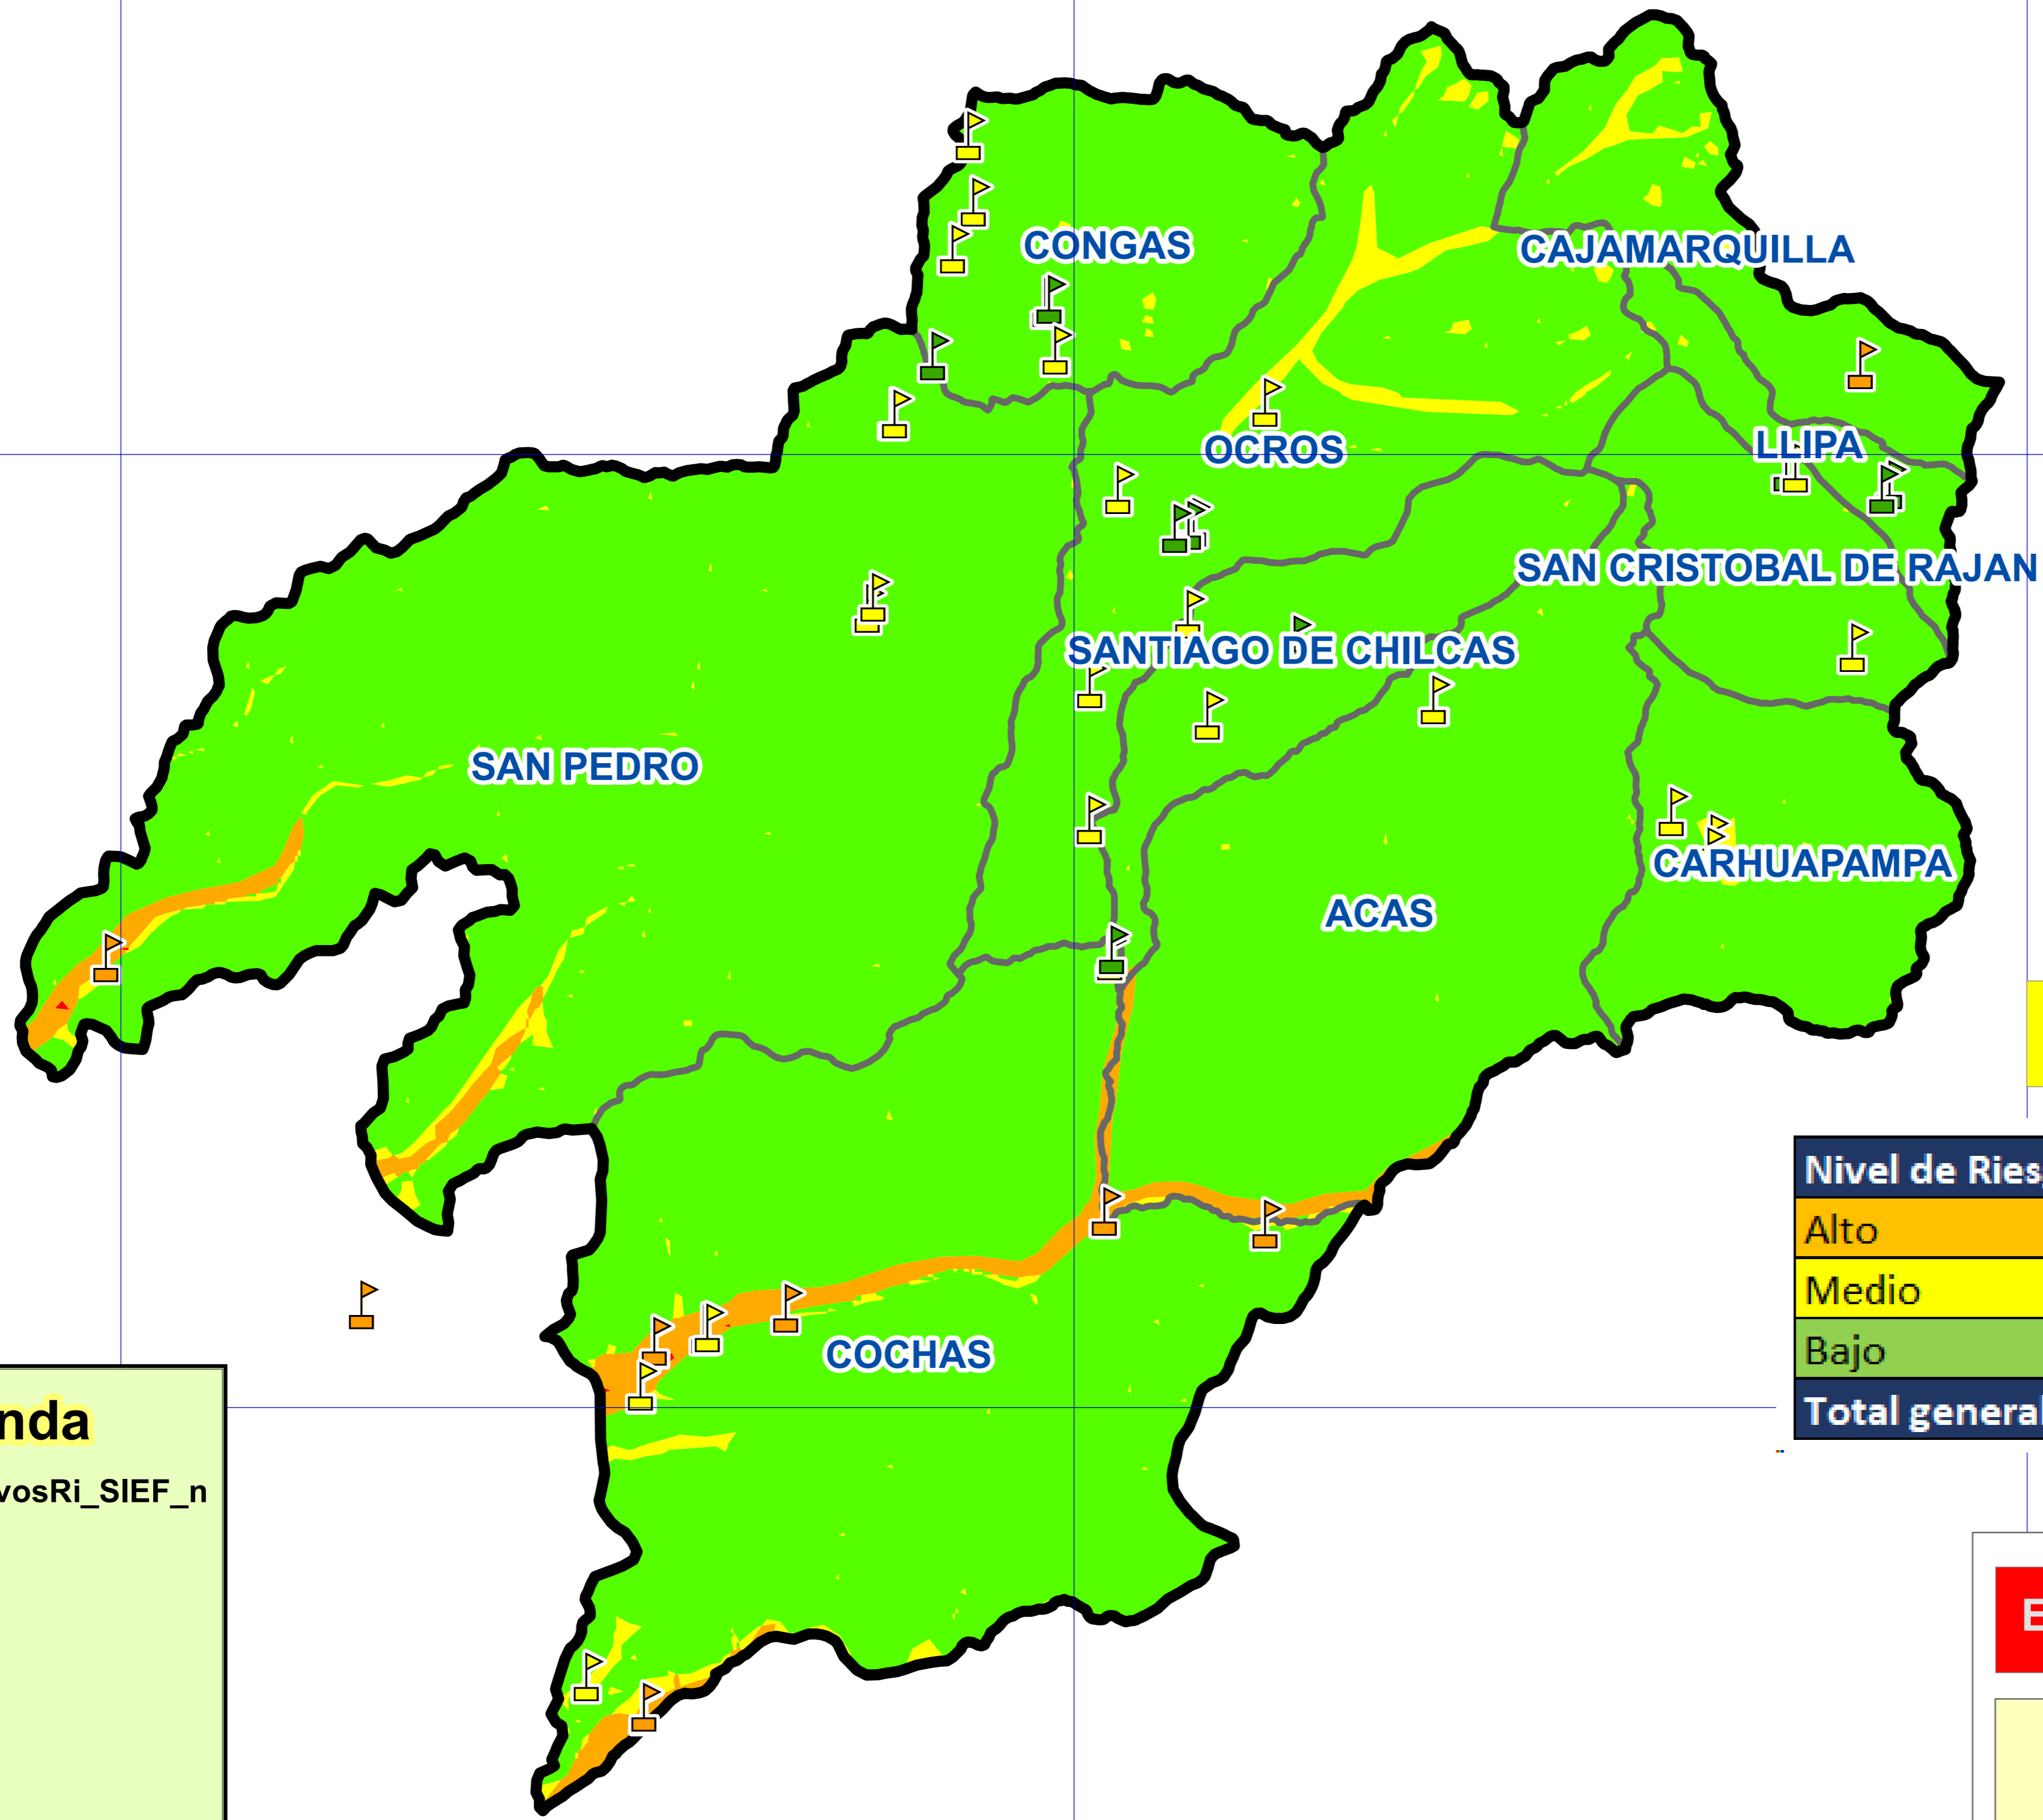 CONGAS
CAJAMARQUILLA
OCROS
LLIPA
SAN CRISTOBAL DE RAJAN
SANTIAGO DE CHILCAS
SAN PEDRO
CARHUAPAMPA
ACAS
COCHAS
Nivel de Ries
Alto
Medio
Bajo
Total general
nda
vosRi_SIEF_n
E